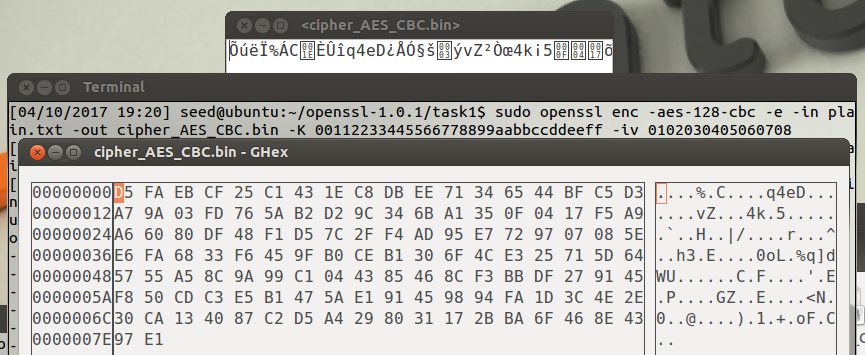 <cipher_AES_CBC.bin>
ÕúëÏ%ÁC001EÈÛîq4eD¿ÅÓ§š0003ývZ²Òœ4k¡5000F00040017õ
Terminal
[04/10/2017 19:20] seed@ubuntu:~/openssl-1.0.1/task1$ sudo openssl enc -aes-128-cbc -e -in pla
in.txt -out cipher_AES_CBC.bin -K 00112233445566778899aabbccddeeff -iv 0102030405060708
cipher_AES_CBC.bin - GHex
00000000 D5 FA EB CF 25 C1 43 1E C8 DB EE 71 34 65 44 BF C5 D3 ....%.C....q4eD...
00000012 A7 9A 03 FD 76 5A B2 D2 9C 34 6B A1 35 0F 04 17 F5 A9 ....vZ...4k.5.....
00000024 A6 60 80 DF 48 F1 D5 7C 2F F4 AD 95 E7 72 97 07 08 5E .`..H..|/....r...^
00000036 E6 FA 68 33 F6 45 9F B0 CE B1 30 6F 4C E3 25 71 5D 64 ..h3.E....0oL.%q]d
00000048 57 55 A5 8C 9A 99 C1 04 43 85 46 8C F3 BB DF 27 91 45 WU......C.F....'.E
0000005A F8 50 CD C3 E5 B1 47 5A E1 91 45 98 94 FA 1D 3C 4E 2E .P....GZ..E....<N.
0000006C 30 CA 13 40 87 C2 D5 A4 29 80 31 17 2B BA 6F 46 8E 43 0..@....).1.+.oF.C
0000007E 97 E1 ..